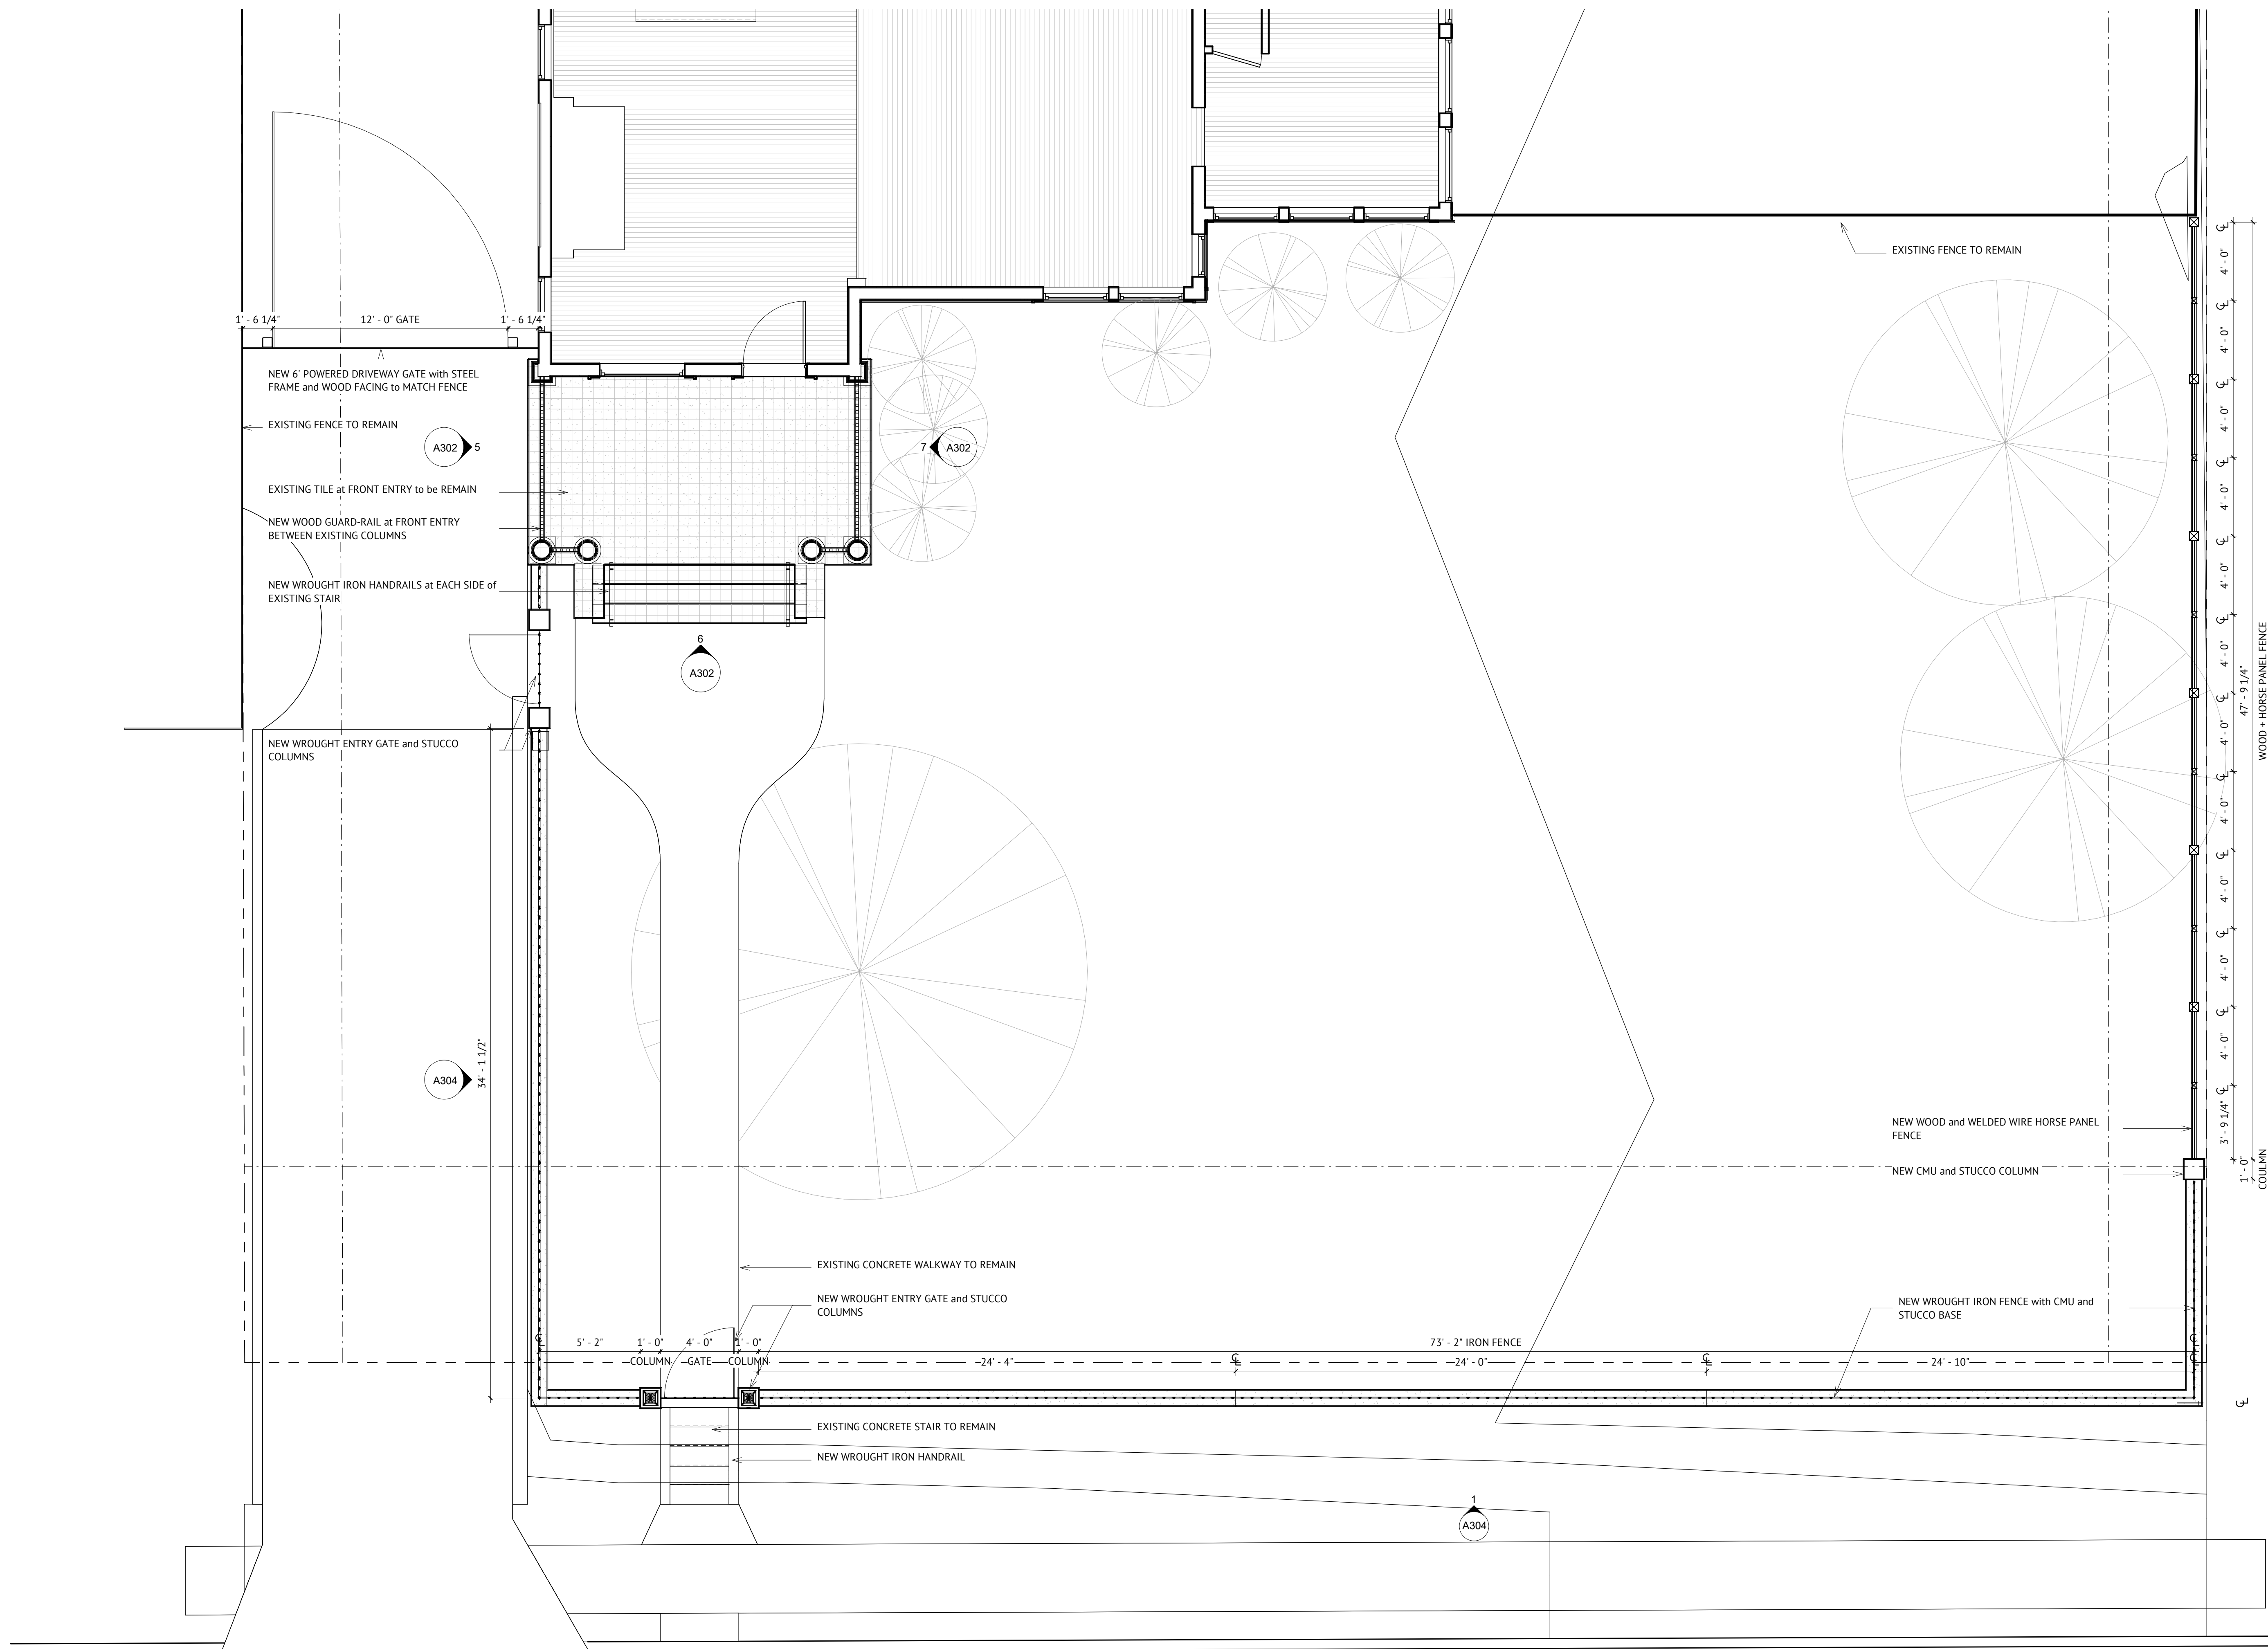 EXISTING FENCE TO REMAIN
1' - 6 1/4"
12' - 0" GATE
1' - 6 1/4"
NEW 6' POWERED DRIVEWAY GATE with STEEL
FRAME and WOOD FACING to MATCH FENCE
EXISTING FENCE TO REMAIN
A302
5
7
A302
EXISTING TILE at FRONT ENTRY to be REMAIN
NEW WOOD GUARD-RAIL at FRONT ENTRY
BETWEEN EXISTING COLUMNS
NEW WROUGHT IRON HANDRAILS at EACH SIDE of
EXISTING STAIR
6
A302
NEW WROUGHT ENTRY GATE and STUCCO
COLUMNS
34' - 1 1/2"
A304
4' - 0"
4' - 0"
4' - 0"
4' - 0"
4' - 0"
4' - 0"
4' - 0"
4' - 0"
4' - 0"
4' - 0"
4' - 0"
3' - 9 1/4"
47' - 9 1/4"
WOOD + HORSE PANEL FENCE
1' - 0"
COULMN
NEW WOOD and WELDED WIRE HORSE PANEL
FENCE
NEW CMU and STUCCO COLUMN
EXISTING CONCRETE WALKWAY TO REMAIN
NEW WROUGHT ENTRY GATE and STUCCO
COLUMNS
NEW WROUGHT IRON FENCE with CMU and
STUCCO BASE
5' - 2"
1' - 0"
4' - 0"
1' - 0"
73' - 2" IRON FENCE
COLUMN
GATE
COLUMN
24' - 4"
24' - 0"
24' - 10"
EXISTING CONCRETE STAIR TO REMAIN
NEW WROUGHT IRON HANDRAIL
1
A304